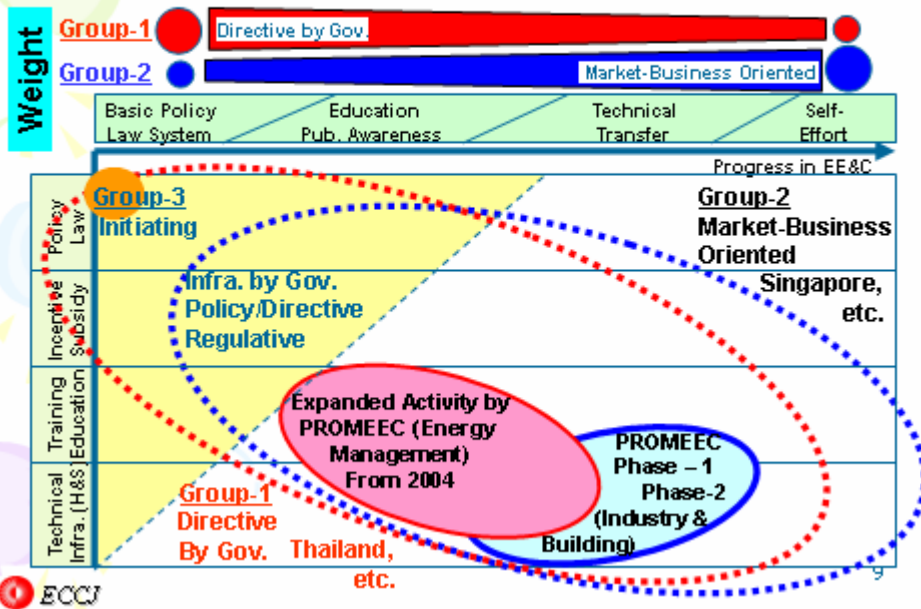 Weight
Group-1
Directive by Gov.
Group-2
Market-Business Oriented
Basic Policy
Law System
Education
Pub. Awareness
Technical
Transfer
Self-
Effort
Progress in EE&C
Policy
Law
Incentive
Subsidy
Training
Education
Technical
Infra. (H&S)
Group-3
Initiating
Group-2
Market-Business
Oriented
Singapore,
etc.
Infra. by Gov.
Policy/Directive
Regulative
Expanded Activity by
PROMEEC (Energy
Management)
From 2004
PROMEEC
Phase – 1
Phase-2
(Industry &
Building)
Group-1
Directive
By Gov.
Thailand,
etc.
9
ECCJ